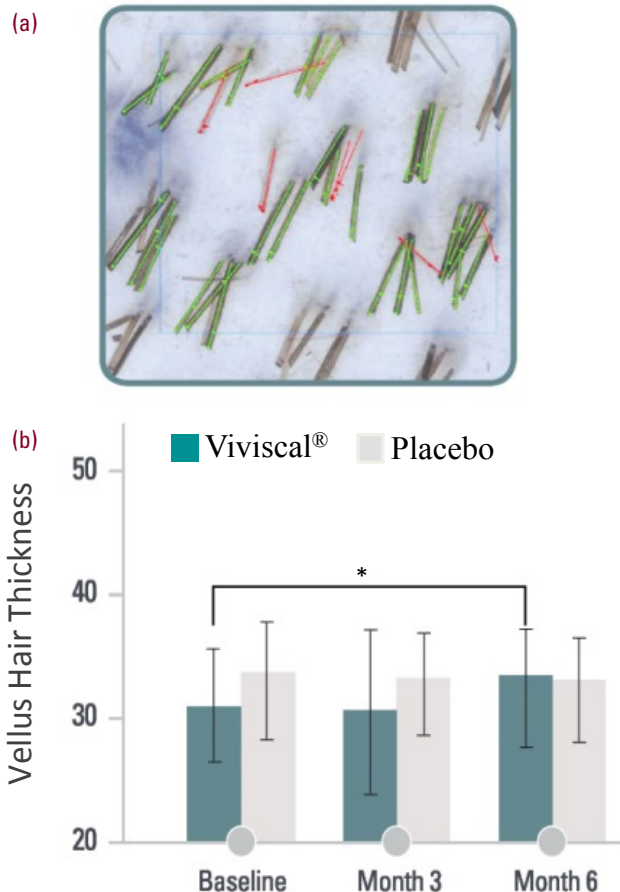 (a)
(b)
Viviscal® Placebo
Vellus Hair Thickness
50
*
40
30
20
Baseline Month 3 Month 6